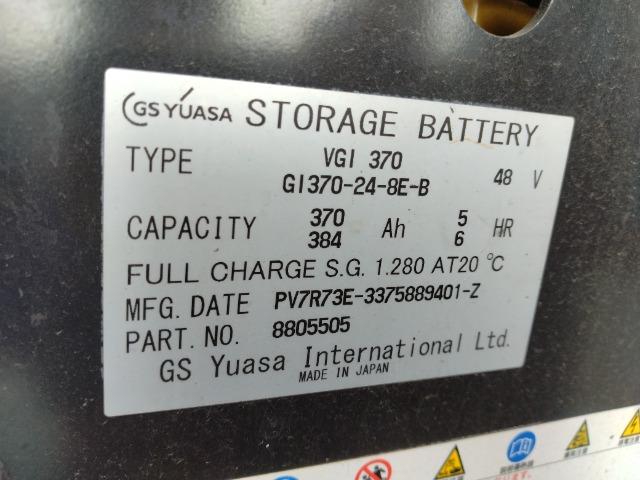 GS YUASA STORAGE BATTERY
TYPE VGI 370 48 V
GI370-24-8E-B
CAPACITY 370 Ah 5 HR
384 6
FULL CHARGE S.G. 1.280 AT20 ℃
MFG. DATE PV7R73E-3375889401-Z
PART. NO. 8805505
GS Yuasa International Ltd.
MADE IN JAPAN